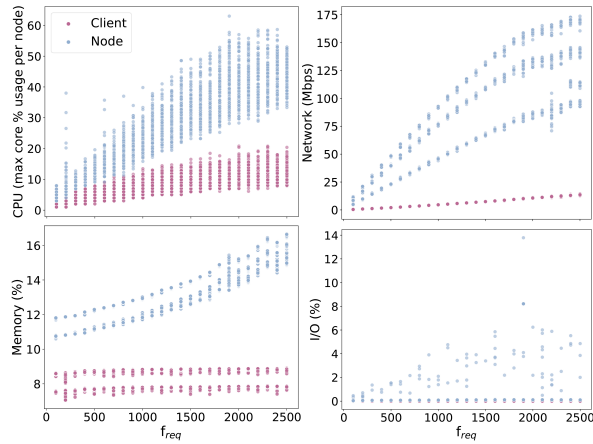 CPU (max core % usage per node)
60
50
40
30
20
10
0
Client
Node
Network (Mbps)
175
150
125
100
75
50
25
0
Memory (%)
16
14
12
10
8
0 500 1000 1500 2000 2500
f_req
I/O (%)
14
12
10
8
6
4
2
0
0 500 1000 1500 2000 2500
f_req